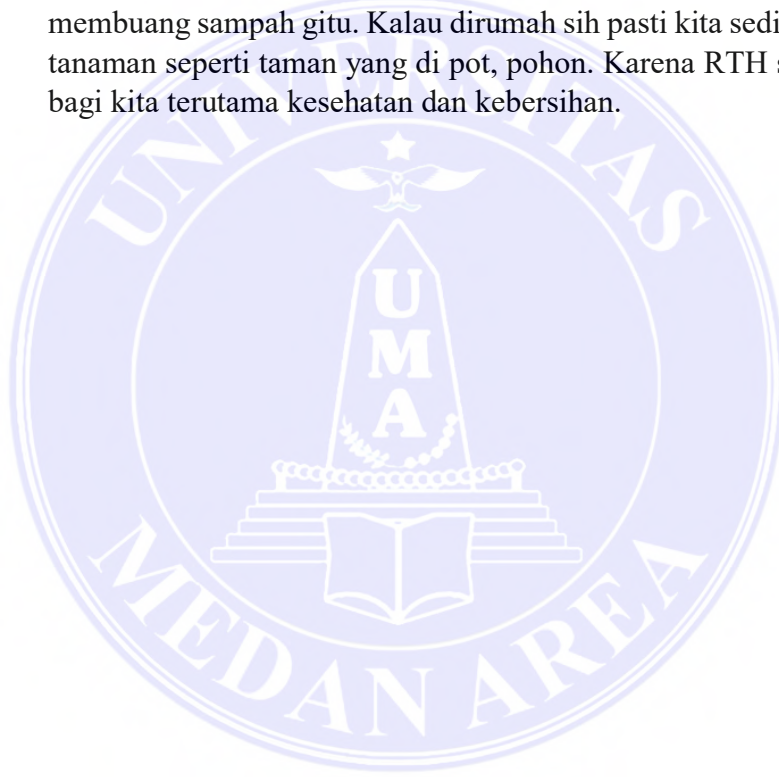 membuang sampah gitu. Kalau dirumah sih pasti kita sedi
tanaman seperti taman yang di pot, pohon. Karena RTH s
bagi kita terutama kesehatan dan kebersihan.
UNIVERSITAS
U
M
A
MEDAN AREA